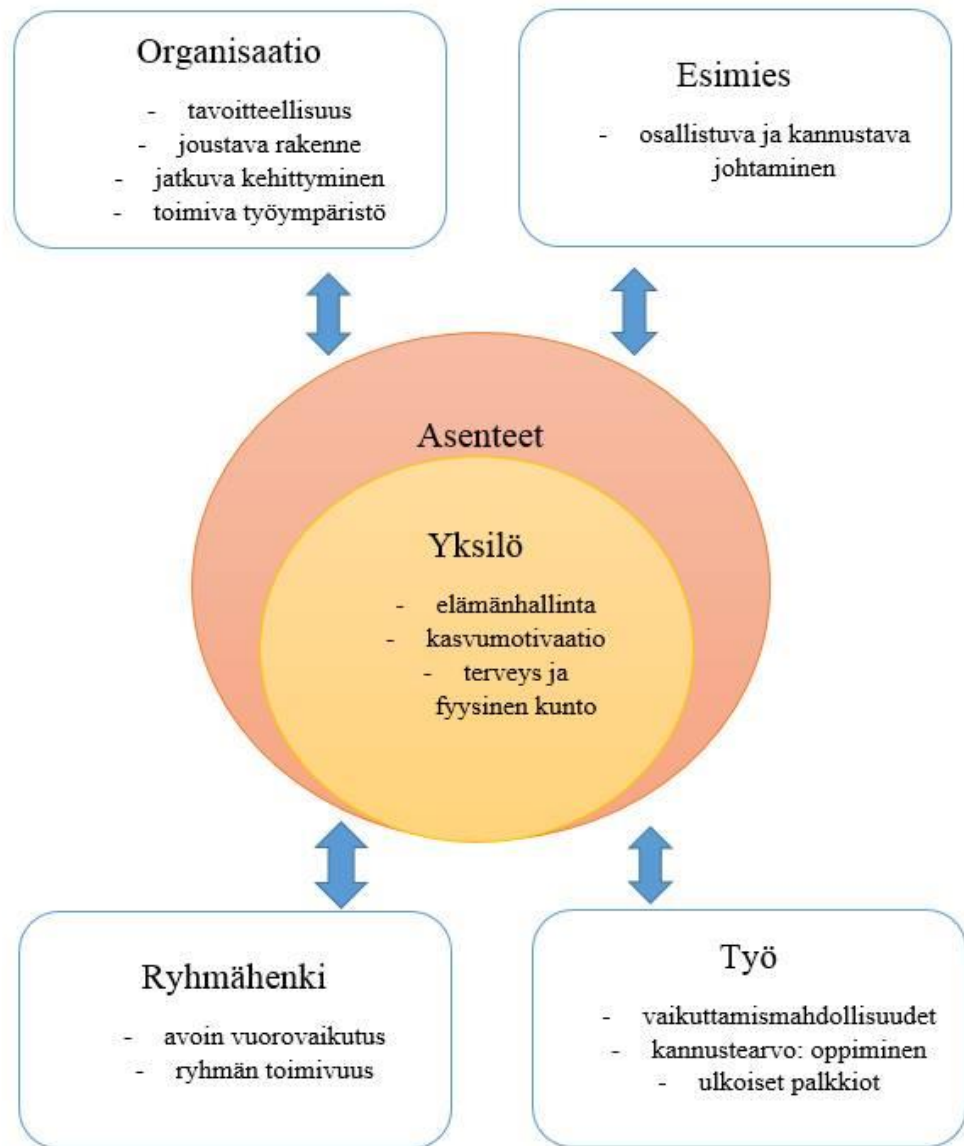 Organisaatio
- tavoitteellisuus
- joustava rakenne
- jatkuva kehittyminen
- toimiva työympäristö
Esimies
- osallistuva ja kannustava
johtaminen
Asenteet
Yksilö
- elämänhallinta
- kasvumotivaatio
- terveys ja
fyysinen kunto
Ryhmähenki
- avoin vuorovaikutus
- ryhmän toimivuus
Työ
- vaikuttamismahdollisuudet
- kannustearvo: oppiminen
- ulkoiset palkkiot